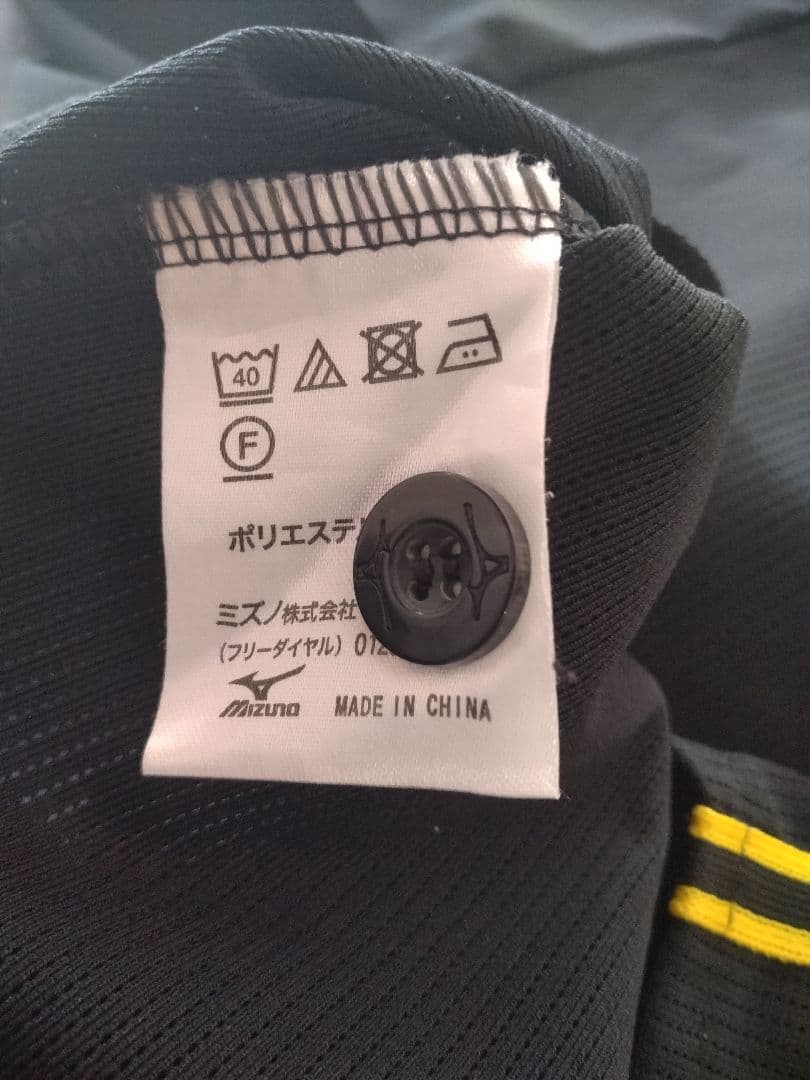 40
F
ポリエステ
ミズノ株式会社
(フリーダイヤル) 012
Mizuno MADE IN CHINA